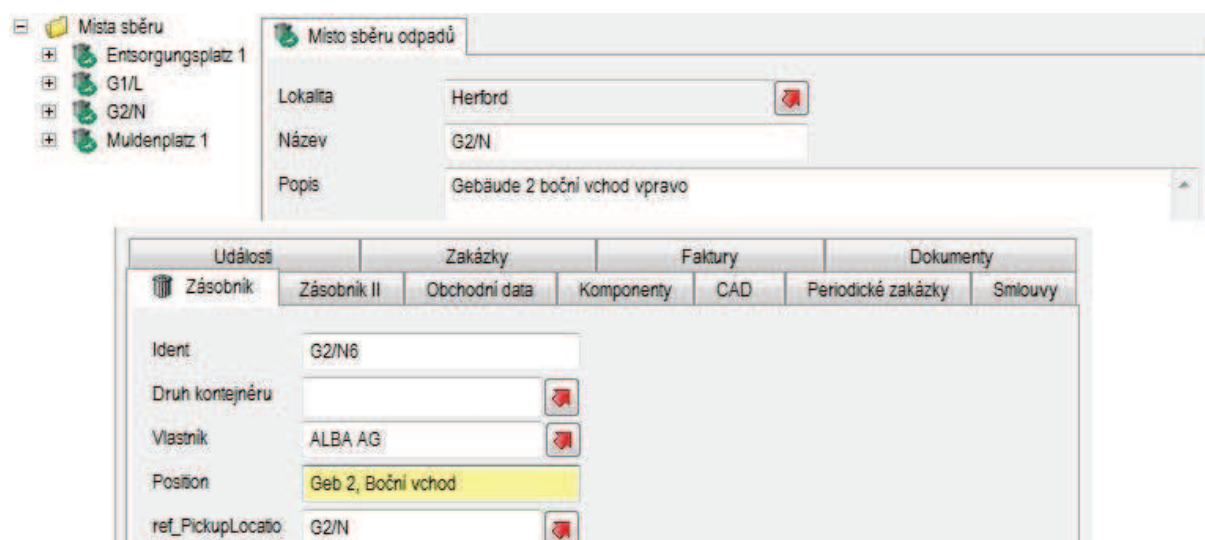 Místa sběru
Entsorgungsplatz 1
G1/L
G2/N
Muldenplatz 1
Místo sběru odpadů
Lokalita Herford
Název G2/N
Popis Gebäude 2 boční vchod vpravo
Události Zakázky Faktury Dokumenty
Zásobník Zásobník II Obchodní data Komponenty CAD Periodické zakázky Smlouvy
Ident G2/N6
Druh kontejnéru
Vlastník ALBA AG
Position Geb 2, Boční vchod
ref_PickupLocatio G2/N